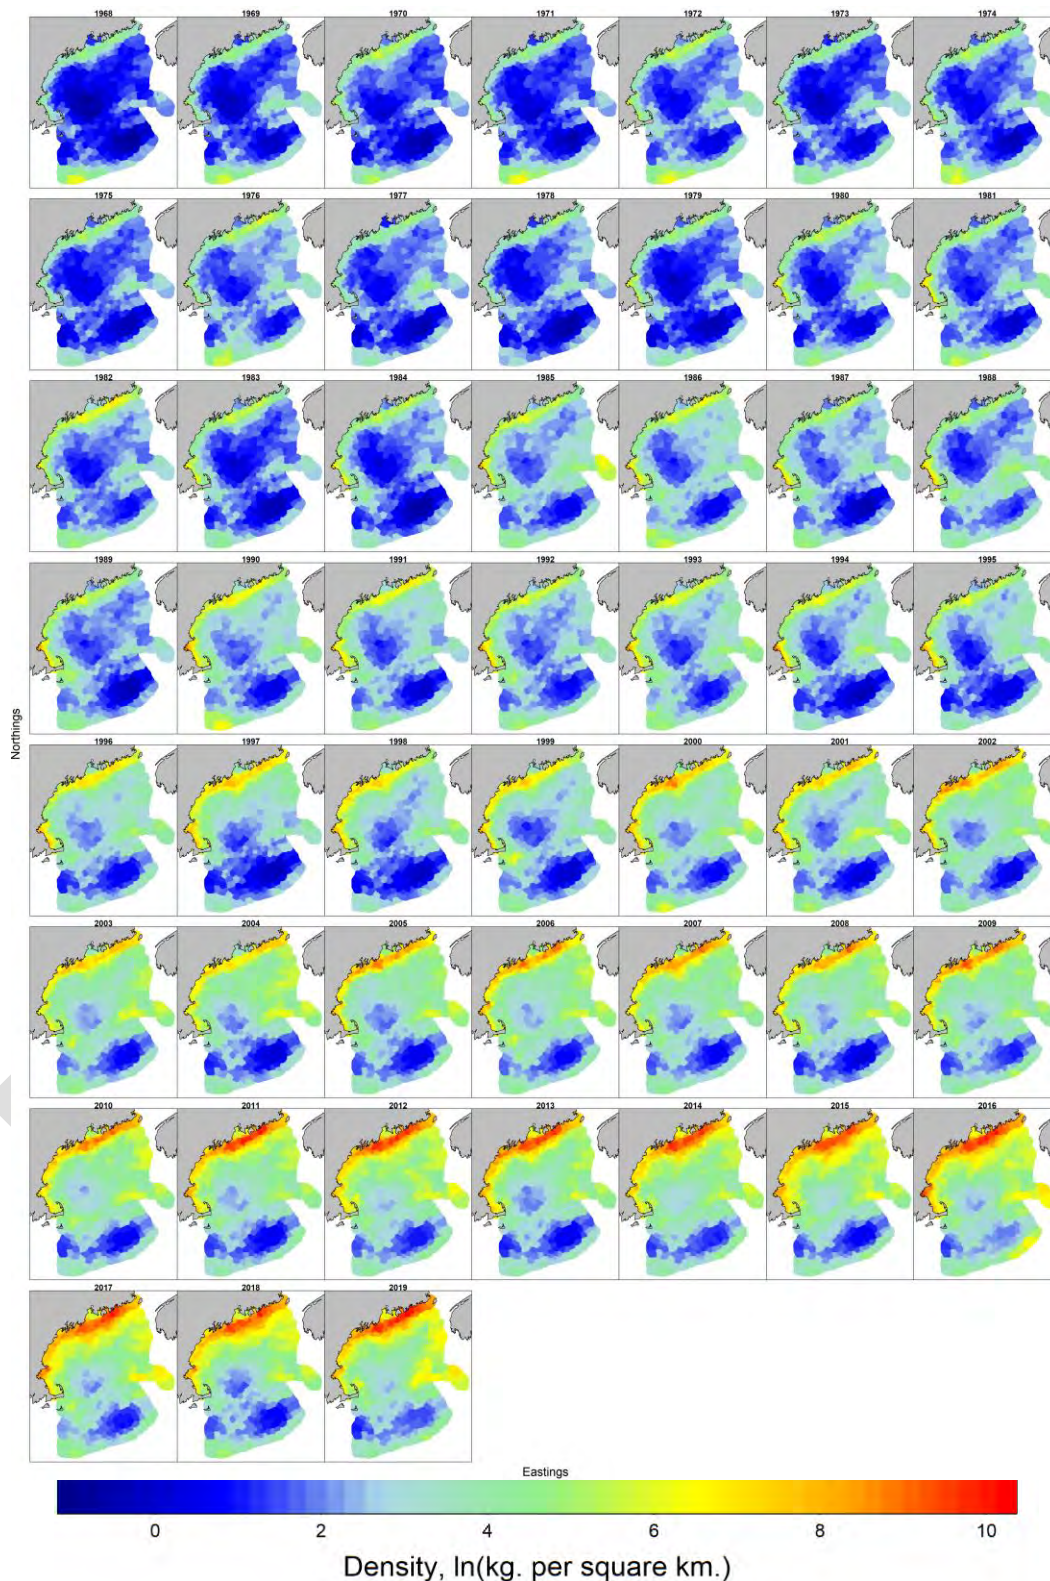 1968 1969 1970 1971 1972 1973 1974
1975 1976 1977 1978 1979 1980 1981
1982 1983 1984 1985 1986 1987 1988
1989 1990 1991 1992 1993 1994 1995
Northings
1996 1997 1998 1999 2000 2001 2002
2003 2004 2005 2006 2007 2008 2009
2010 2011 2012 2013 2014 2015 2016
2017 2018 2019
Eastings
0 2 4 6 8 10
Density, ln(kg. per square km.)